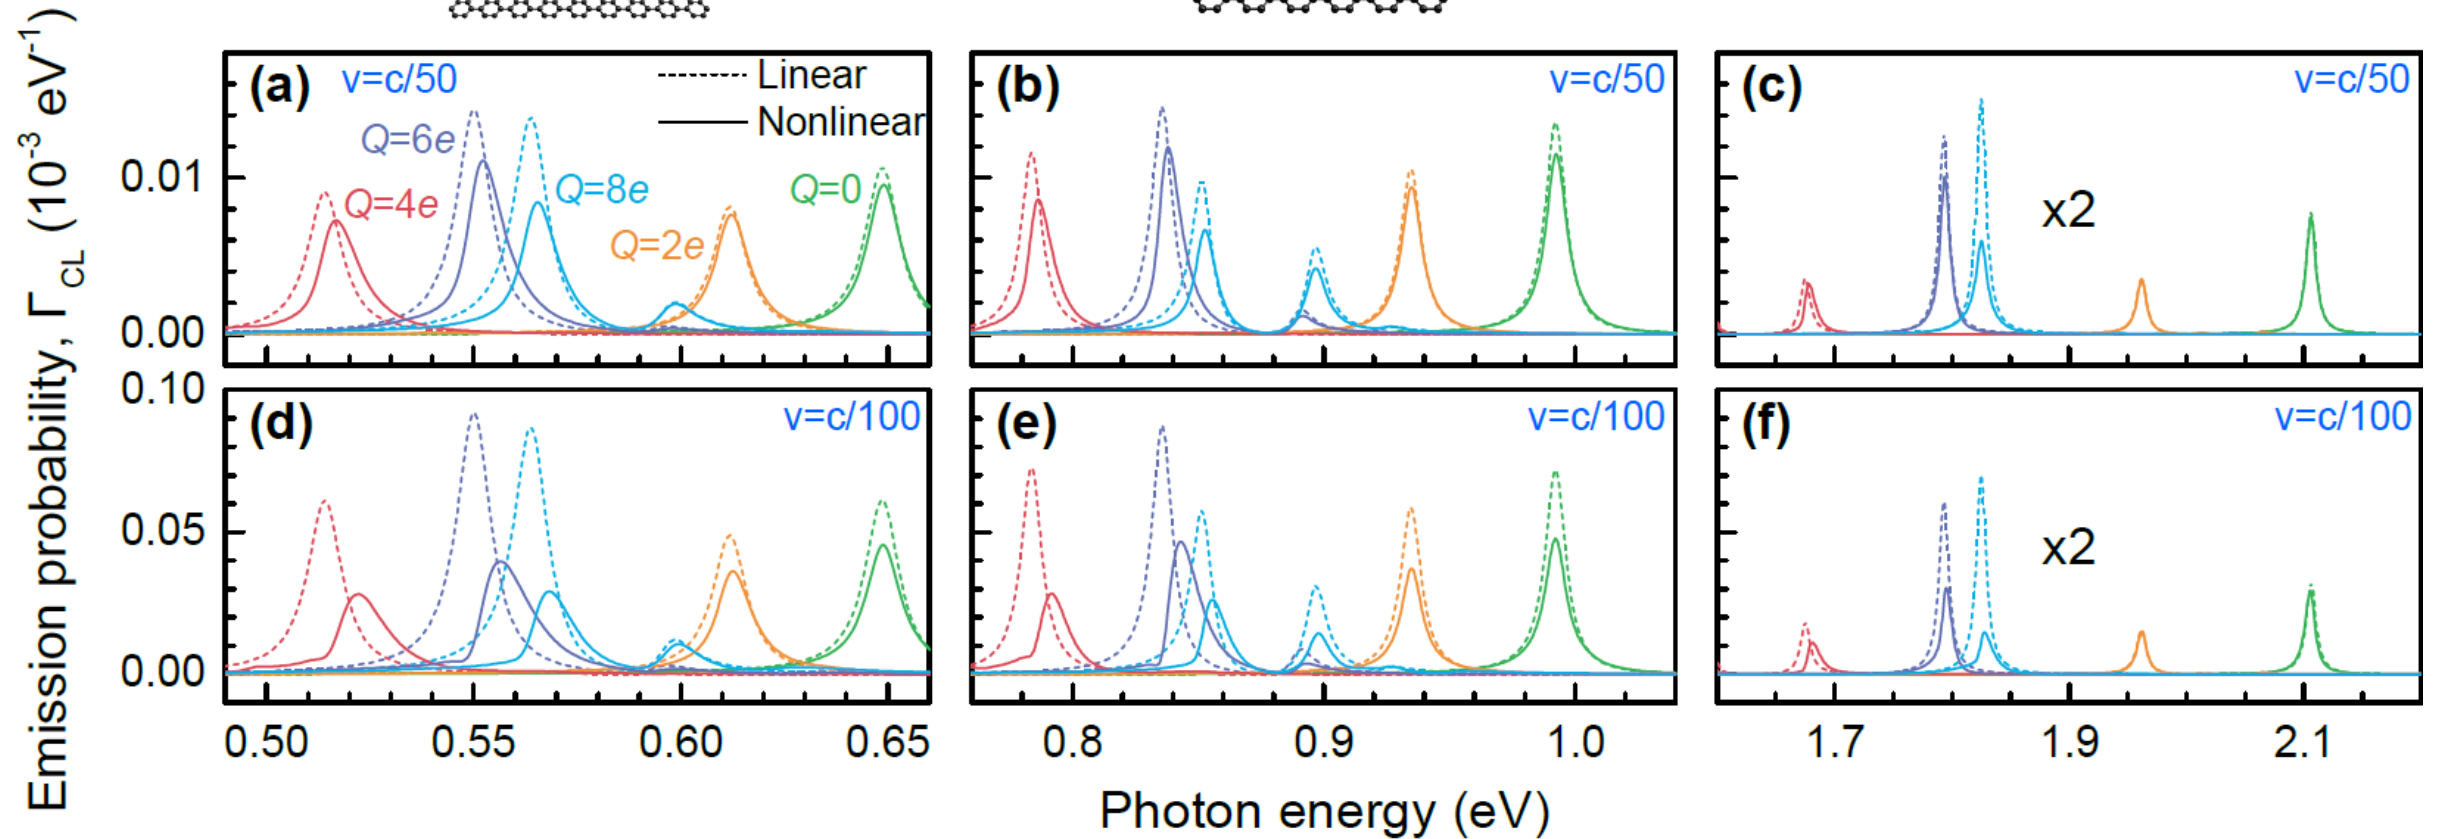 Emission probability, Γ_CL (10⁻³ eV⁻¹)
(a) v=c/50
Linear
Nonlinear
Q=6e
Q=4e
Q=8e
Q=2e
Q=0
0.01
0.00
(b) v=c/50
(c) v=c/50
x2
0.10
0.05
0.00
(d) v=c/100
(e) v=c/100
(f) v=c/100
x2
0.50 0.55 0.60 0.65
0.8 0.9 1.0
1.7 1.9 2.1
Photon energy (eV)